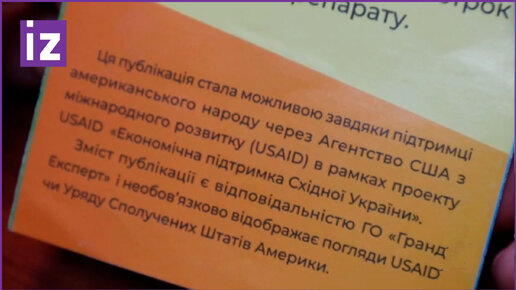 iz
трок
парату.
Ця публікація стала можливою завдяки підтримці
американського народу через Агентство США з
міжнародного розвитку (USAID) в рамках проекту
USAID «Економічна підтримка Східної України».
Зміст публікації є відповідальністю ГО «Гранд
Експерт» і необов'язково відображає погляди USAID
чи Уряду Сполучених Штатів Америки.